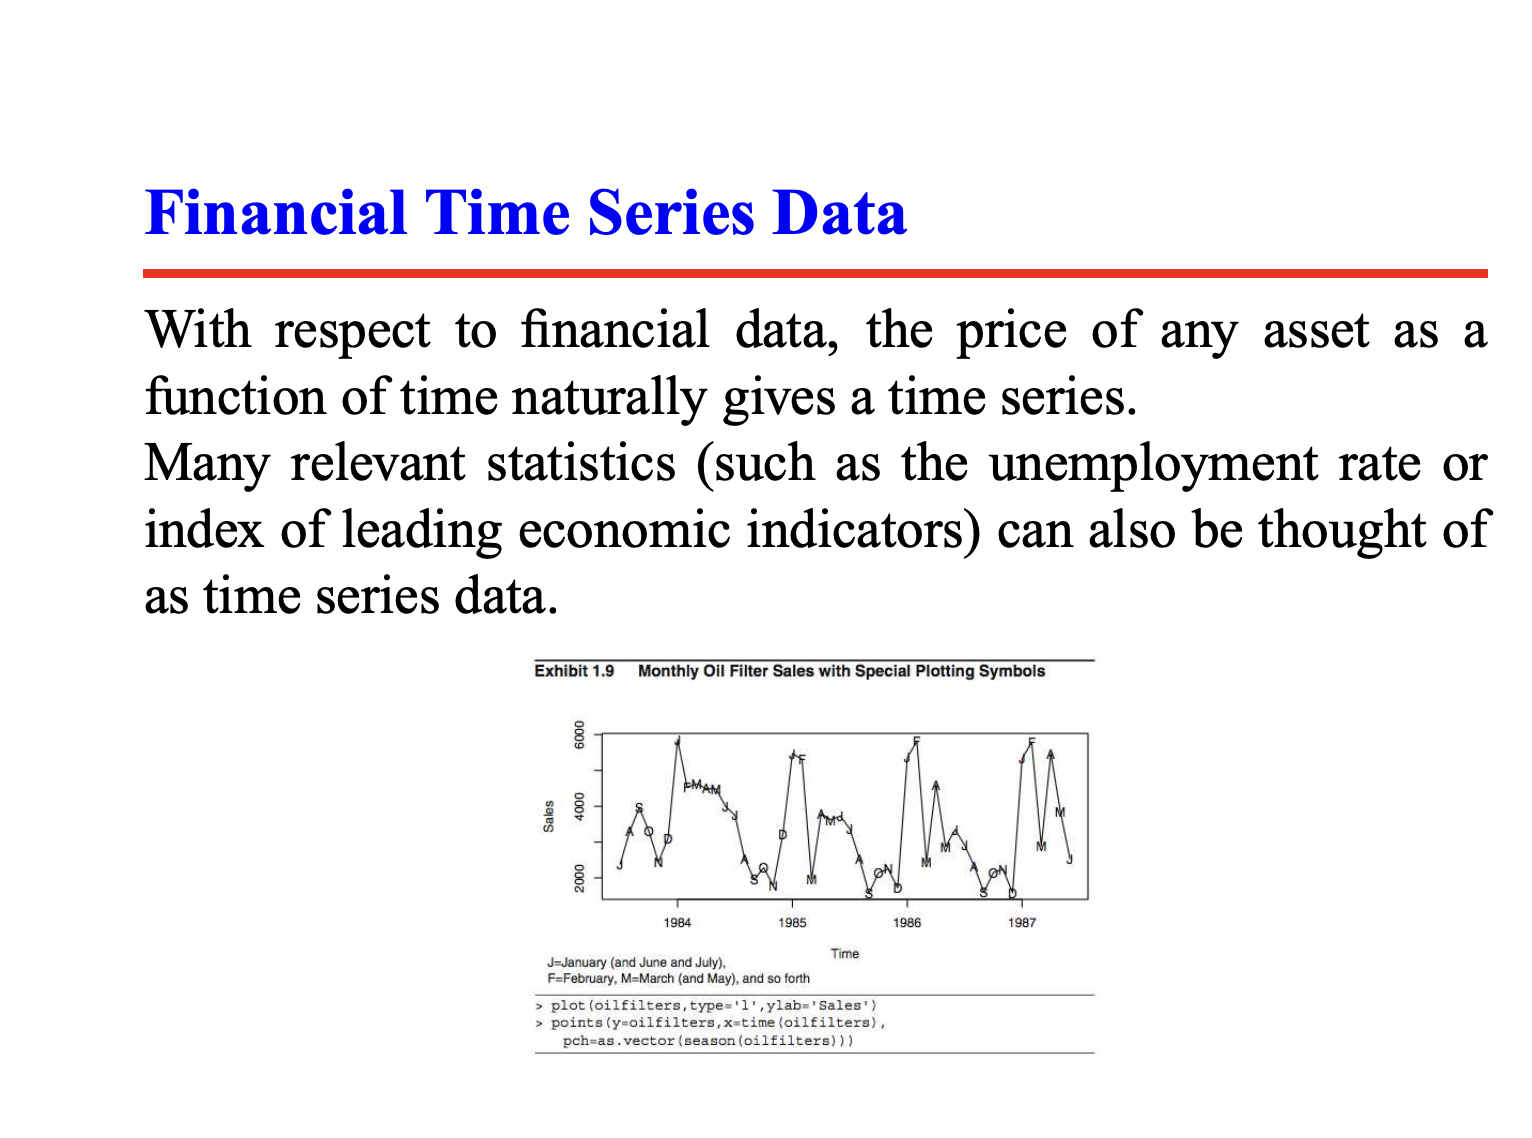 Financial Time Series Data
With respect to financial data, the price of any asset as a
function of time naturally gives a time series.
Many relevant statistics (such as the unemployment rate or
index of leading economic indicators) can also be thought of
as time series data.
Exhibit 1.9 Monthly Oil Filter Sales with Special Plotting Symbols
Sales
6000
4000
2000
J A S O N D J F M A M J J A S O N D J F M A M J J A S O N D J F M A M J J A S O N D J F M A M J
1984 1985 1986 1987
Time
J=January (and June and July),
F=February, M=March (and May), and so forth
> plot(oilfilters,type='l',ylab='Sales')
> points(y=oilfilters,x=time(oilfilters),
pch=as.vector(season(oilfilters)))